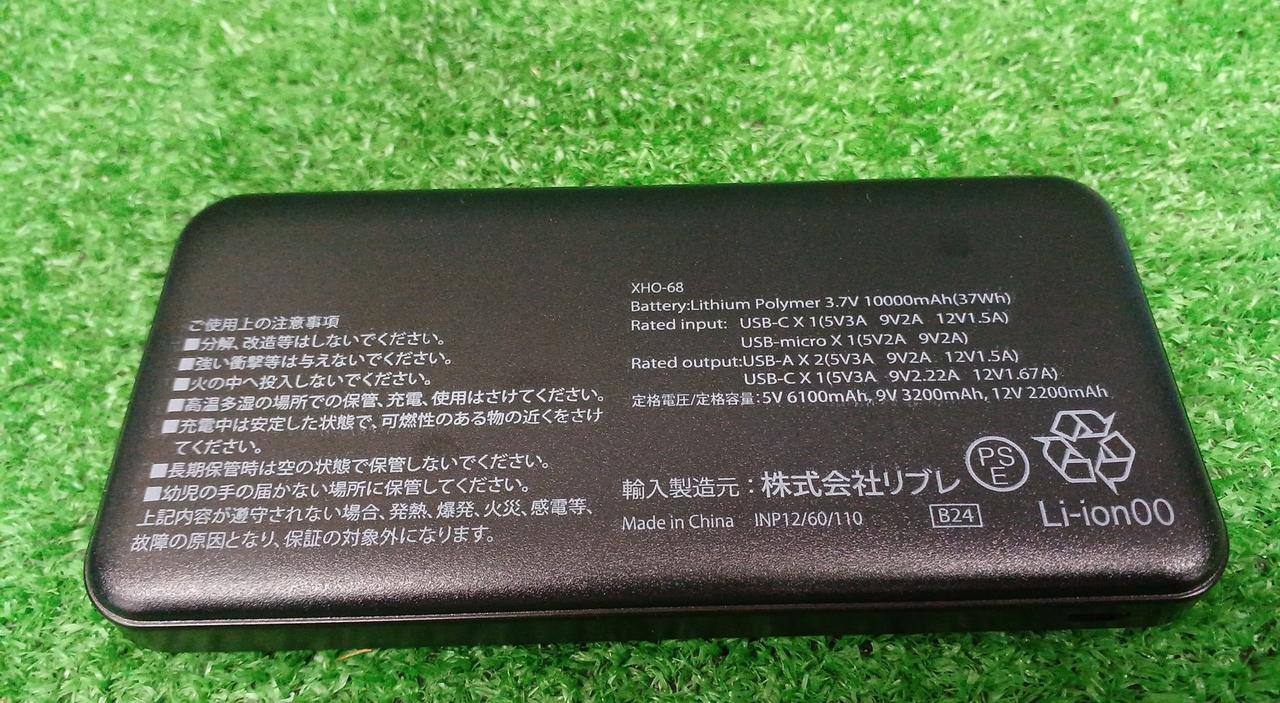 ご使用上の注意事項
■分解、改造等はしないでください。
■強い衝撃等は与えないでください。
■火の中へ投入しないでください。
■高温多湿の場所での保管、充電、使用はさけてください。
■充電中は安定した状態で、可燃性のある物の近くをさけ
てください。
■長期保管時は空の状態で保管しないでください。
■幼児の手の届かない場所に保管してください。
上記内容が遵守されない場合、発熱、爆発、火災、感電等、
故障の原因となり、保証の対象外になります。
XHO-68
Battery:Lithium Polymer 3.7V 10000mAh(37Wh)
Rated input: USB-C X 1(5V3A 9V2A 12V1.5A)
USB-micro X 1(5V2A 9V2A)
Rated output:USB-A X 2(5V3A 9V2A 12V1.5A)
USB-C X 1(5V3A 9V2.22A 12V1.67A)
定格電圧/定格容量:5V 6100mAh, 9V 3200mAh, 12V 2200mAh
輸入製造元:株式会社リブレ
PS
E
Made in China INP12/60/110 B24 Li-ion00